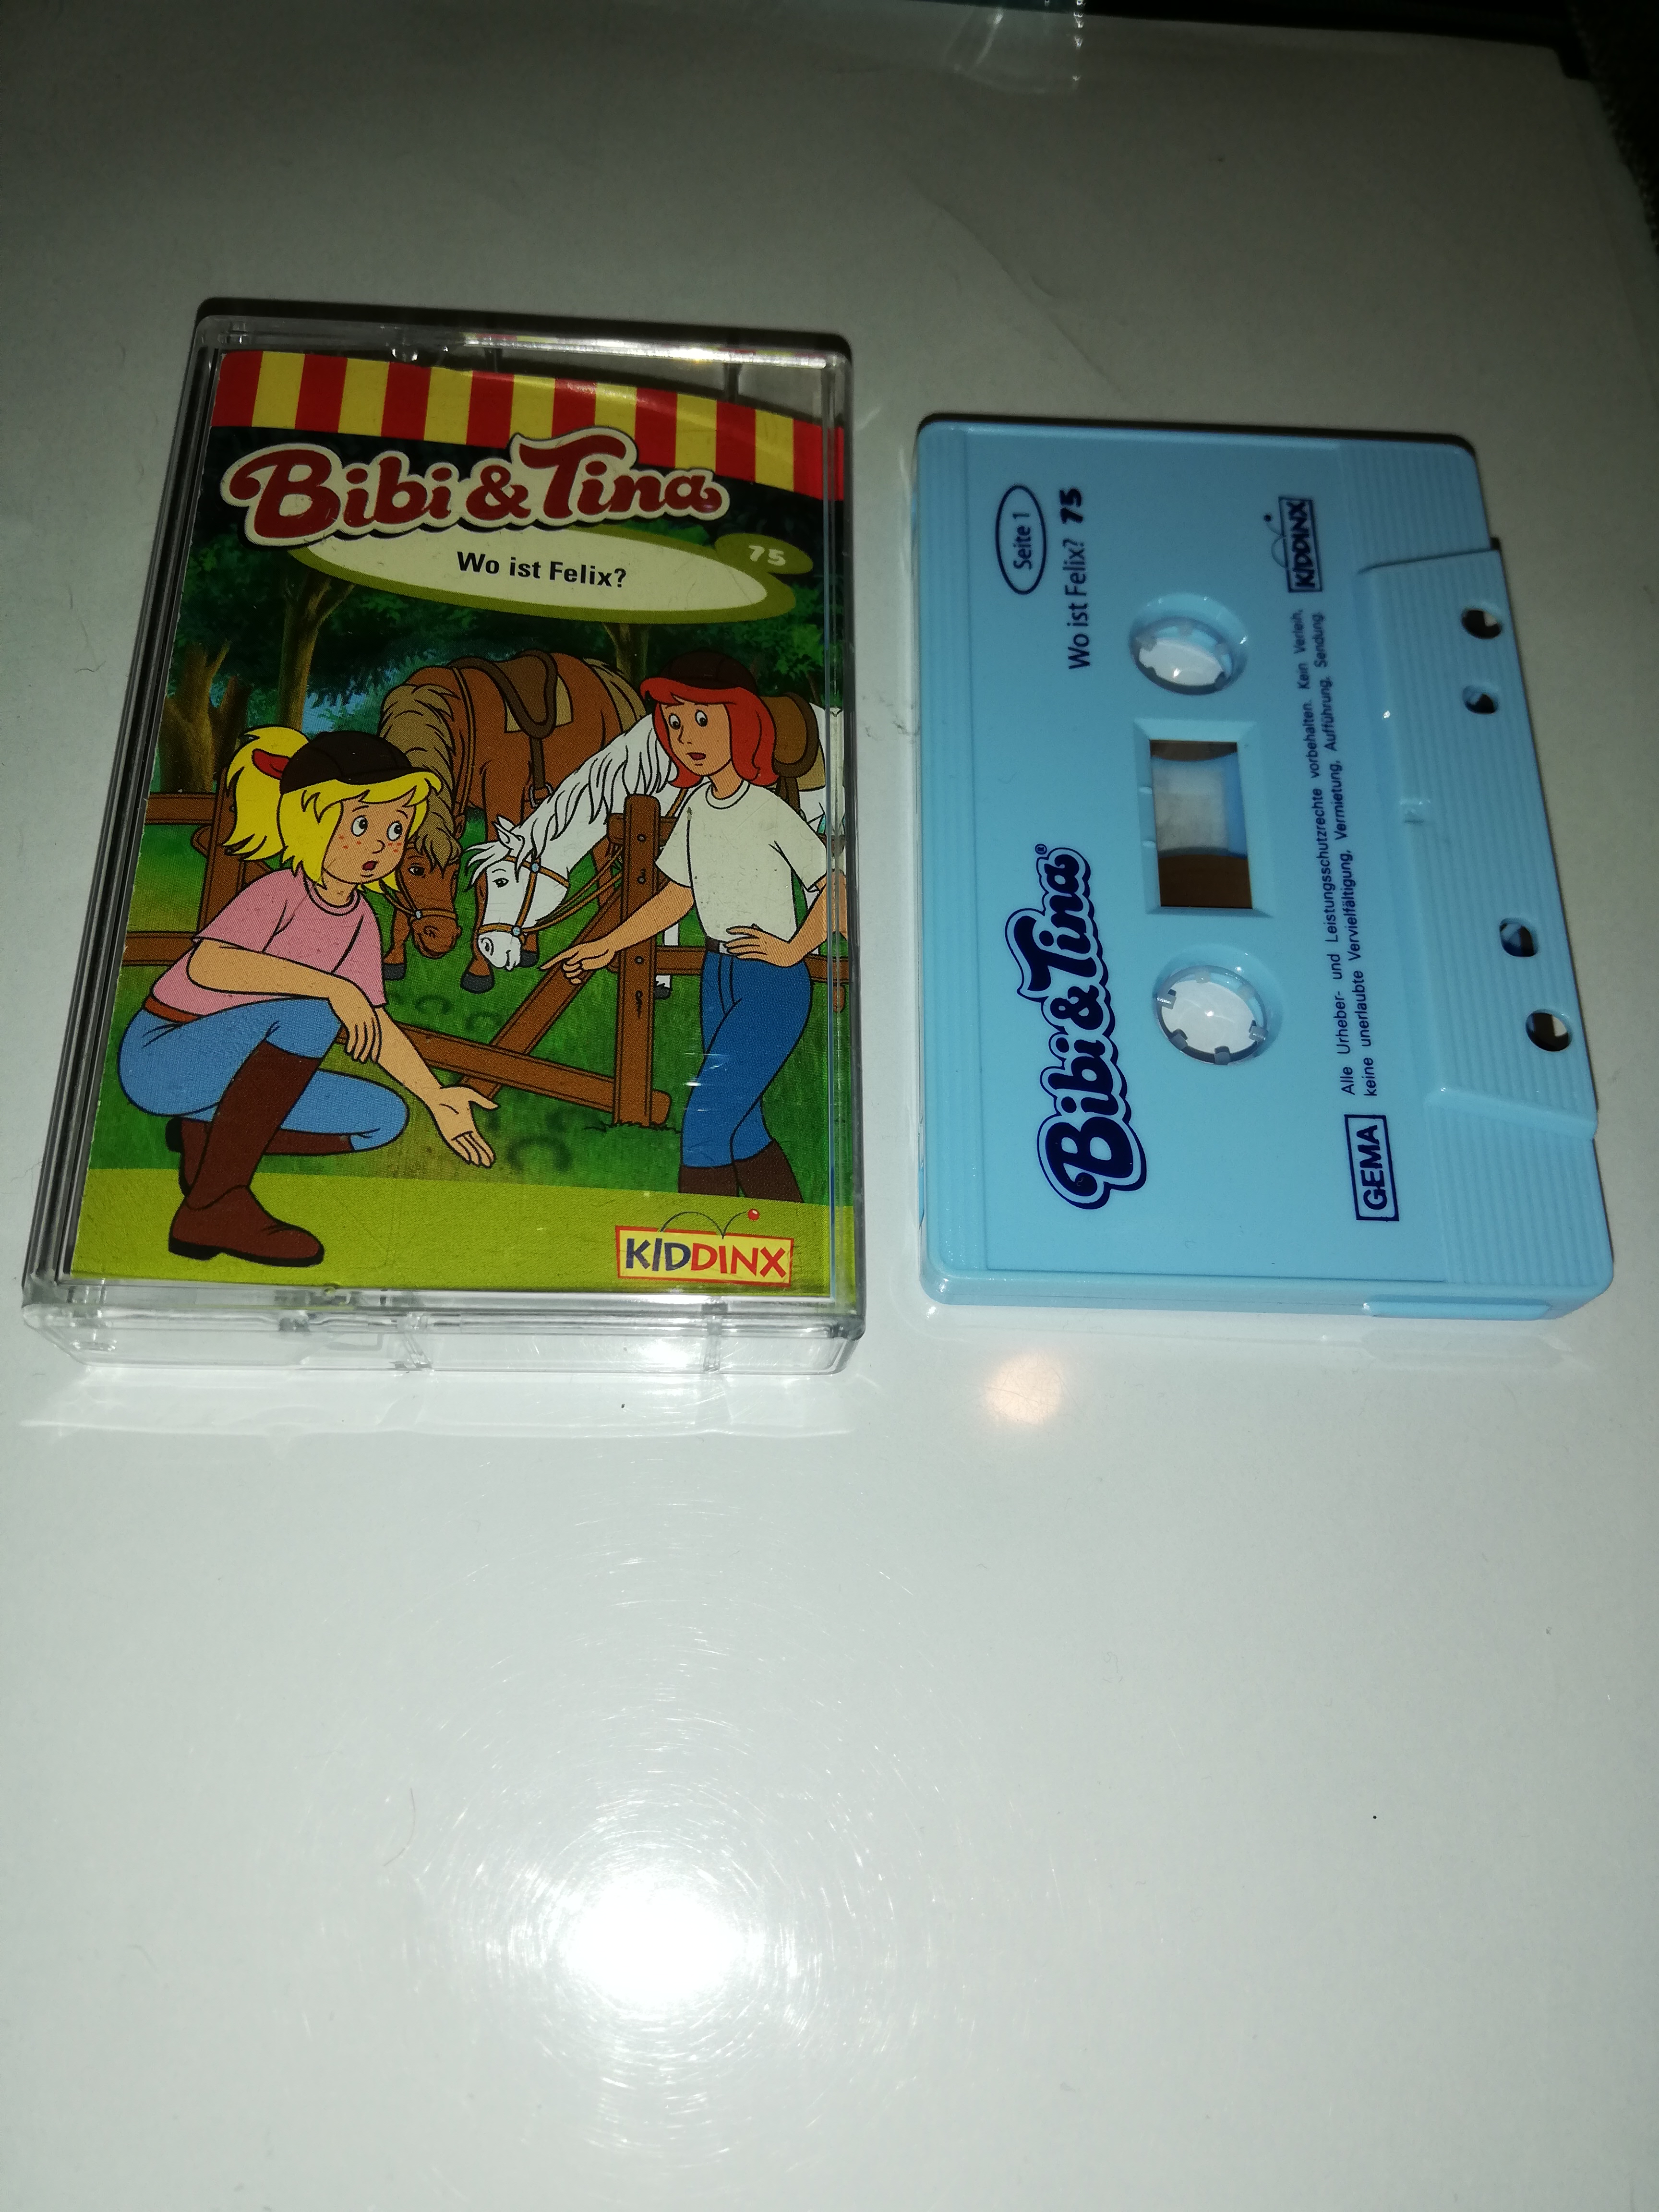 Bibi & Tina
75
Wo ist Felix?
KIDDINX
Seite 1
Wo ist Felix? 75
Bibi & Tina®
KIDDINX
Alle Urheber- und Leistungsschutzrechte vorbehalten. Kein Verleih,
keine unerlaubte Vervielfältigung, Vermietung, Aufführung, Sendung.
GEMA